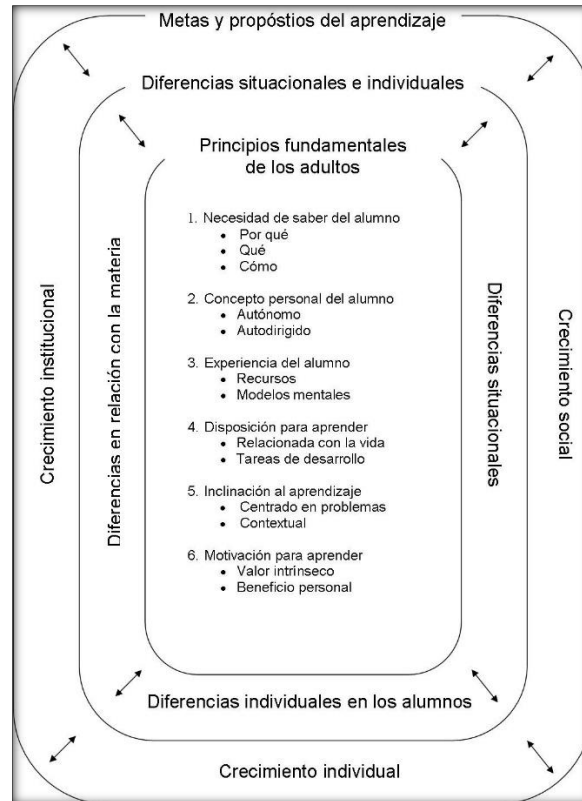 Metas y propóstios del aprendizaje
Diferencias situacionales e individuales
Principios fundamentales
de los adultos
1. Necesidad de saber del alumno
• Por qué
• Qué
• Cómo
2. Concepto personal del alumno
• Autónomo
• Autodirigido
3. Experiencia del alumno
• Recursos
• Modelos mentales
4. Disposición para aprender
• Relacionada con la vida
• Tareas de desarrollo
5. Inclinación al aprendizaje
• Centrado en problemas
• Contextual
6. Motivación para aprender
• Valor intrínseco
• Beneficio personal
Crecimiento institucional
Diferencias en relación con la materia
Diferencias situacionales
Crecimiento social
Diferencias individuales en los alumnos
Crecimiento individual